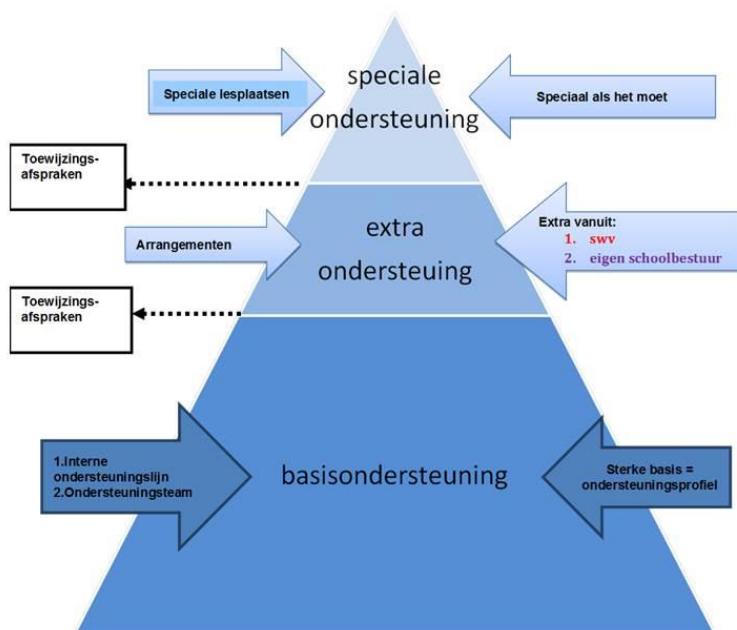 speciale
ondersteuning
Speciale lesplaatsen
Speciaal als het moet
Toewijzings-
afspraken
extra
ondersteuing
Arrangementen
Extra vanuit:
1. swv
2. eigen schoolbestuur
Toewijzings-
afspraken
basisondersteuning
1.Interne
ondersteuningslijn
2.Ondersteuningsteam
Sterke basis =
ondersteuningsprofiel